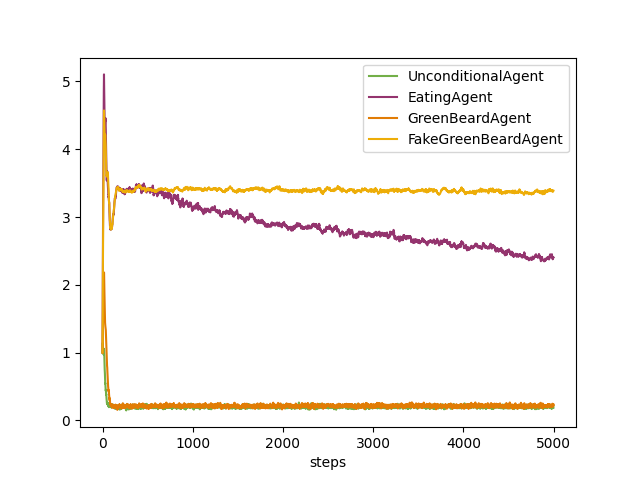 UnconditionalAgent
EatingAgent
GreenBeardAgent
FakeGreenBeardAgent
5
4
3
2
1
0
0 1000 2000 3000 4000 5000
steps